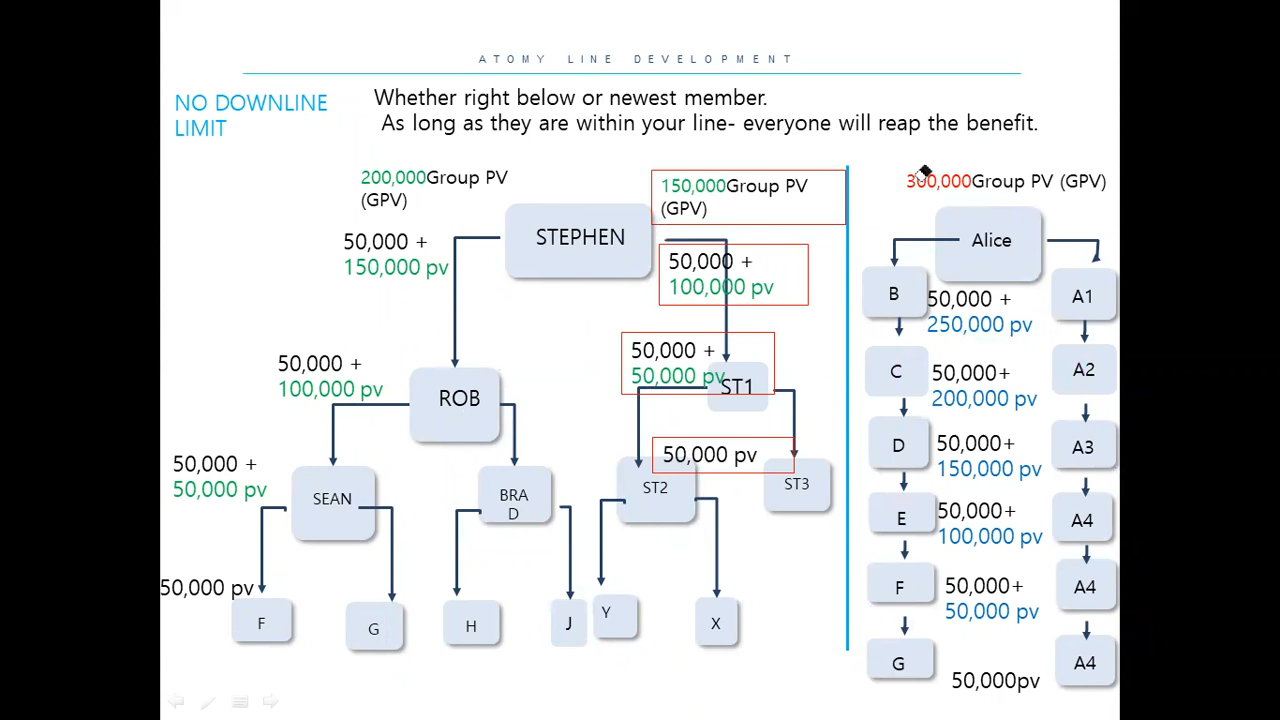 ATOMY LINE DEVELOPMENT
NO DOWNLINE
LIMIT
Whether right below or newest member.
As long as they are within your line- everyone will reap the benefit.
200,000Group PV
(GPV)
150,000Group PV
(GPV)
STEPHEN
50,000 +
150,000 pv
50,000 +
100,000 pv
50,000 +
100,000 pv
50,000 +
50,000 pv
ROB
ST1
50,000 +
50,000 pv
50,000 pv
SEAN
BRA
D
ST2
ST3
50,000 pv
F
G
H
J
Y
X
300,000Group PV (GPV)
Alice
B
50,000 +
250,000 pv
A1
C
50,000+
200,000 pv
A2
D
50,000+
150,000 pv
A3
E
50,000+
100,000 pv
A4
F
50,000+
50,000 pv
A4
G
50,000pv
A4